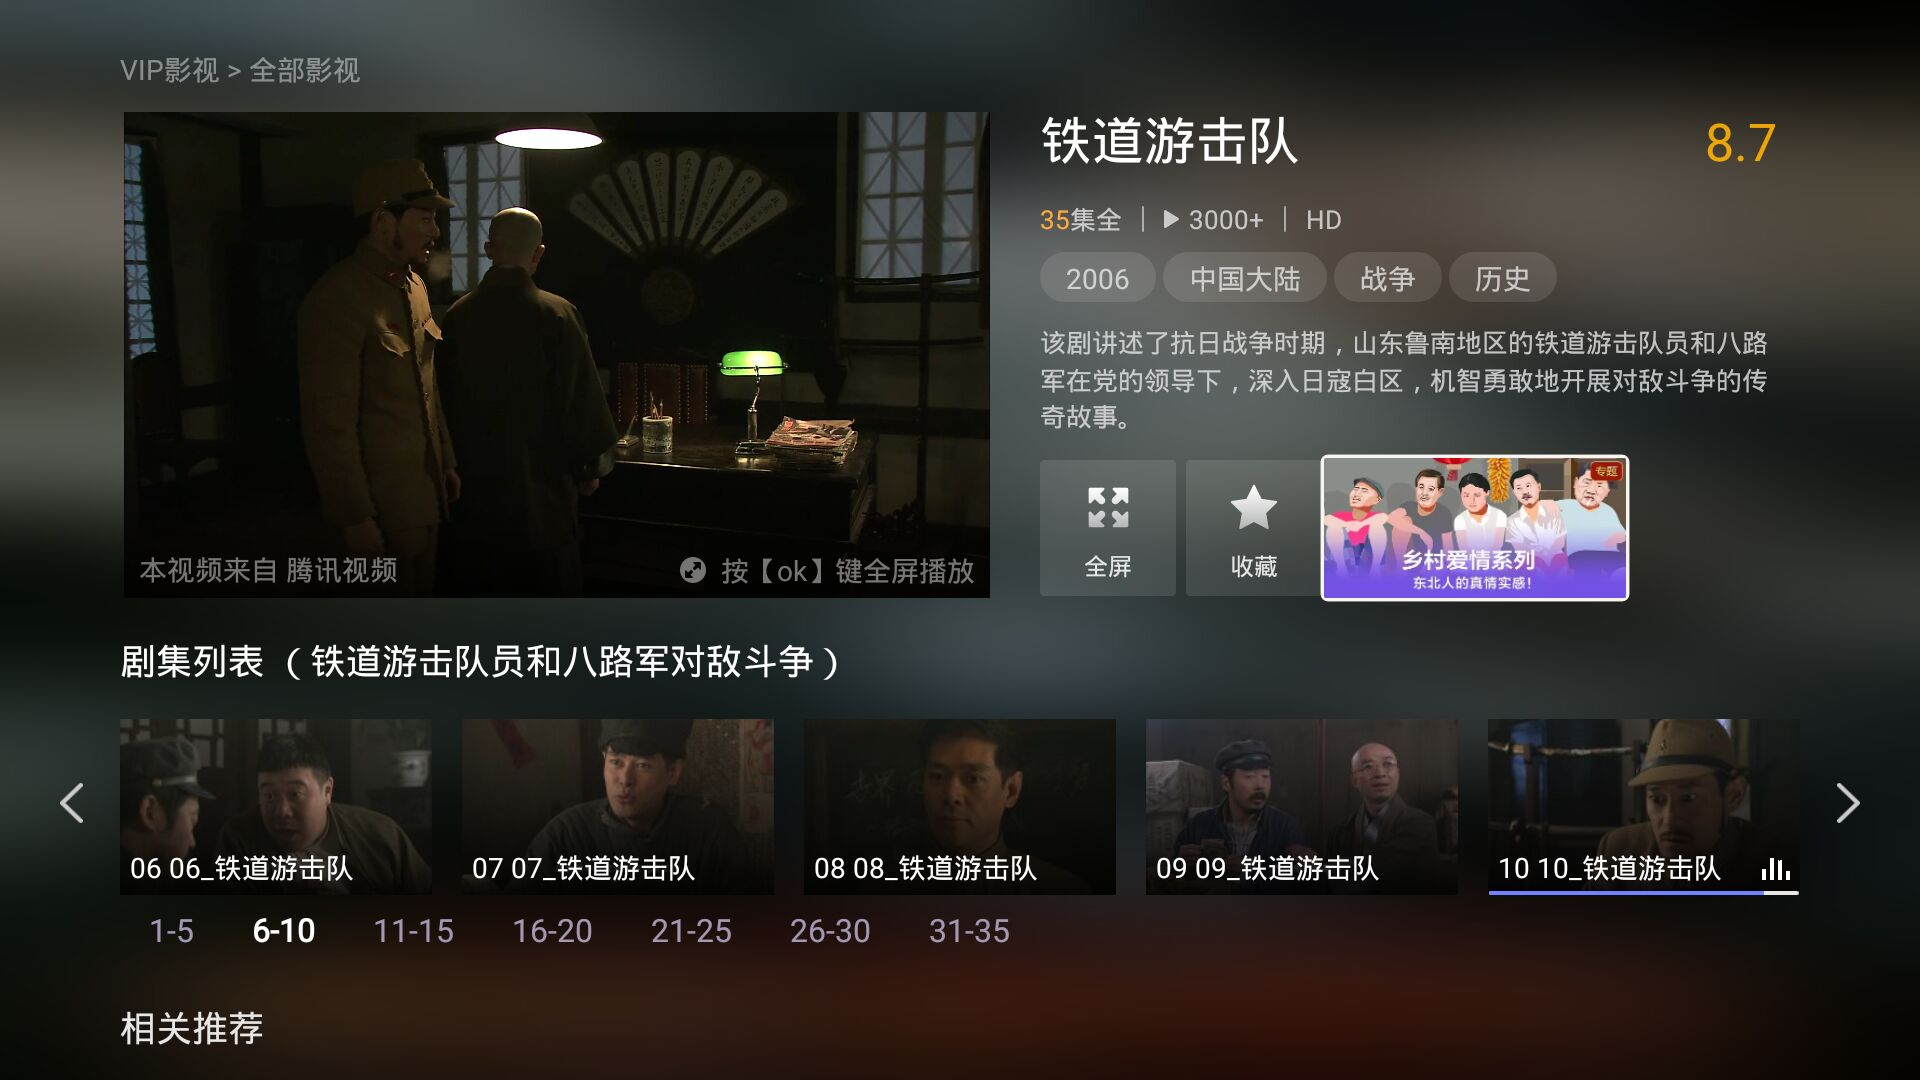 VIP影视 > 全部影视
铁道游击队
8.7
35集全 | 3000+ | HD
2006 中国大陆 战争 历史
该剧讲述了抗日战争时期，山东鲁南地区的铁道游击队员和八路
军在党的领导下，深入日寇白区，机智勇敢地开展对敌斗争的传
奇故事。
本视频来自 腾讯视频
按【ok】键全屏播放
全屏
收藏
专题
乡村爱情系列
东北人的真情实感!
剧集列表 （铁道游击队员和八路军对敌斗争）
06 06_铁道游击队
07 07_铁道游击队
08 08_铁道游击队
09 09_铁道游击队
10 10_铁道游击队
1-5 6-10 11-15 16-20 21-25 26-30 31-35
相关推荐